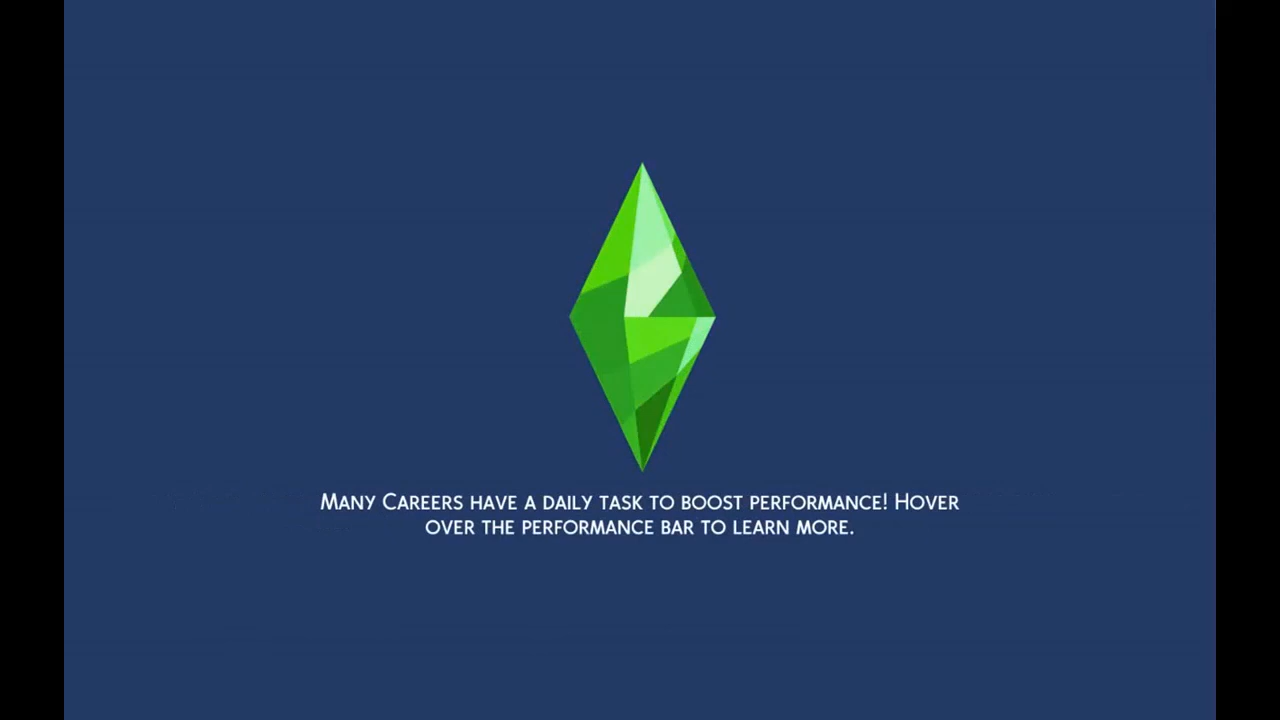 Many Careers have a daily task to boost performance! Hover
over the performance bar to learn more.